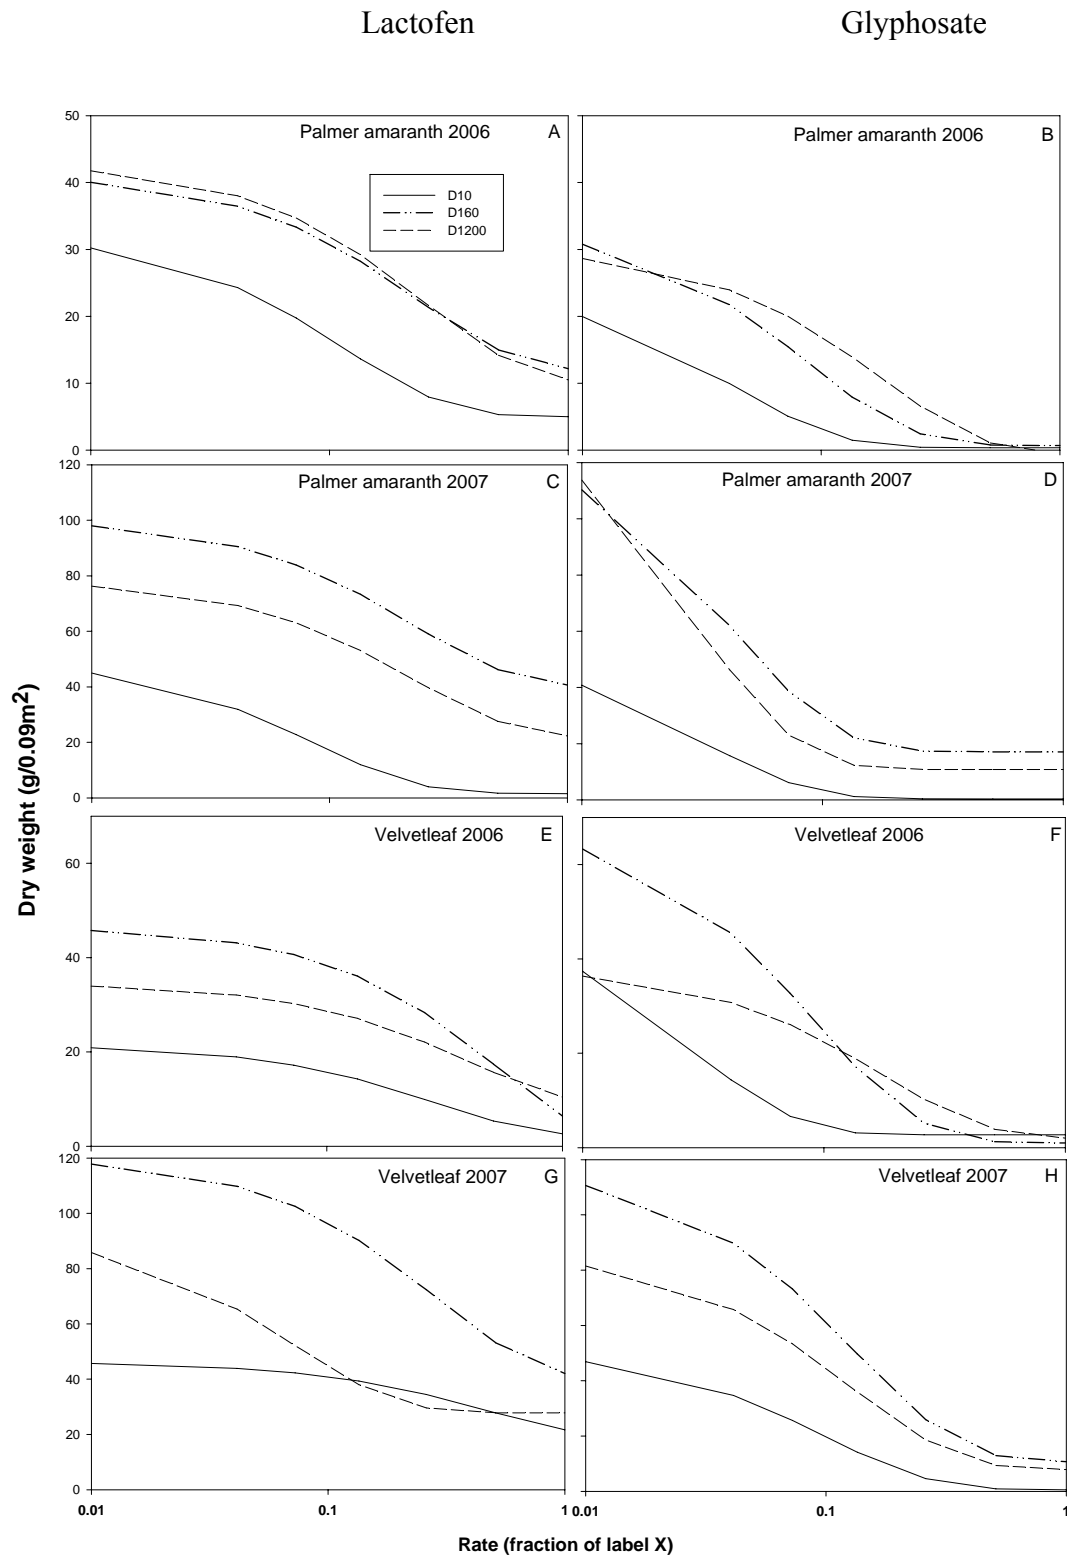 Lactofen Glyphosate
50
Palmer amaranth 2006 A
Palmer amaranth 2006 B
40
D10
D160
D1200
30
20
10
0
120
Palmer amaranth 2007 C
Palmer amaranth 2007 D
100
80
60
40
20
0
Velvetleaf 2006 E
Velvetleaf 2006 F
60
40
20
0
120
Velvetleaf 2007 G
Velvetleaf 2007 H
100
80
60
40
20
0
0.01 0.1 1 0.01 0.1 1
Dry weight (g/0.09m2)
Rate (fraction of label X)